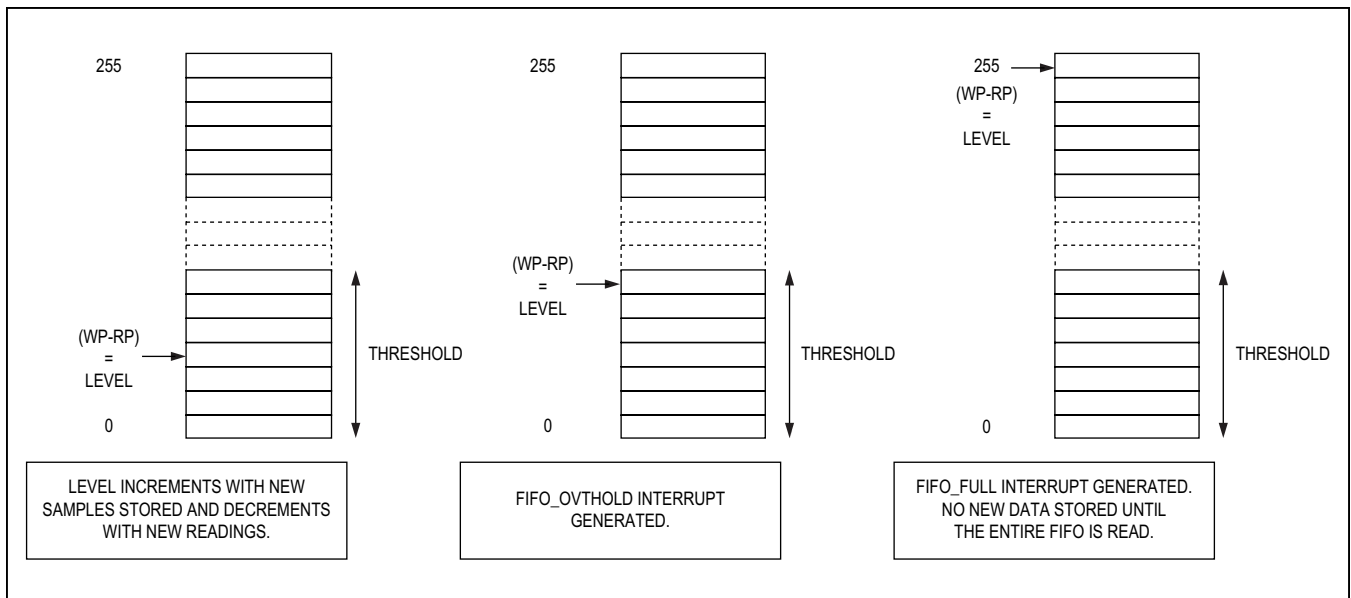 255
(WP-RP)
=
LEVEL
THRESHOLD
0
LEVEL INCREMENTS WITH NEW
SAMPLES STORED AND DECREMENTS
WITH NEW READINGS.
255
(WP-RP)
=
LEVEL
THRESHOLD
0
FIFO_OVTHOLD INTERRUPT
GENERATED.
255
(WP-RP)
=
LEVEL
THRESHOLD
0
FIFO_FULL INTERRUPT GENERATED.
NO NEW DATA STORED UNTIL
THE ENTIRE FIFO IS READ.